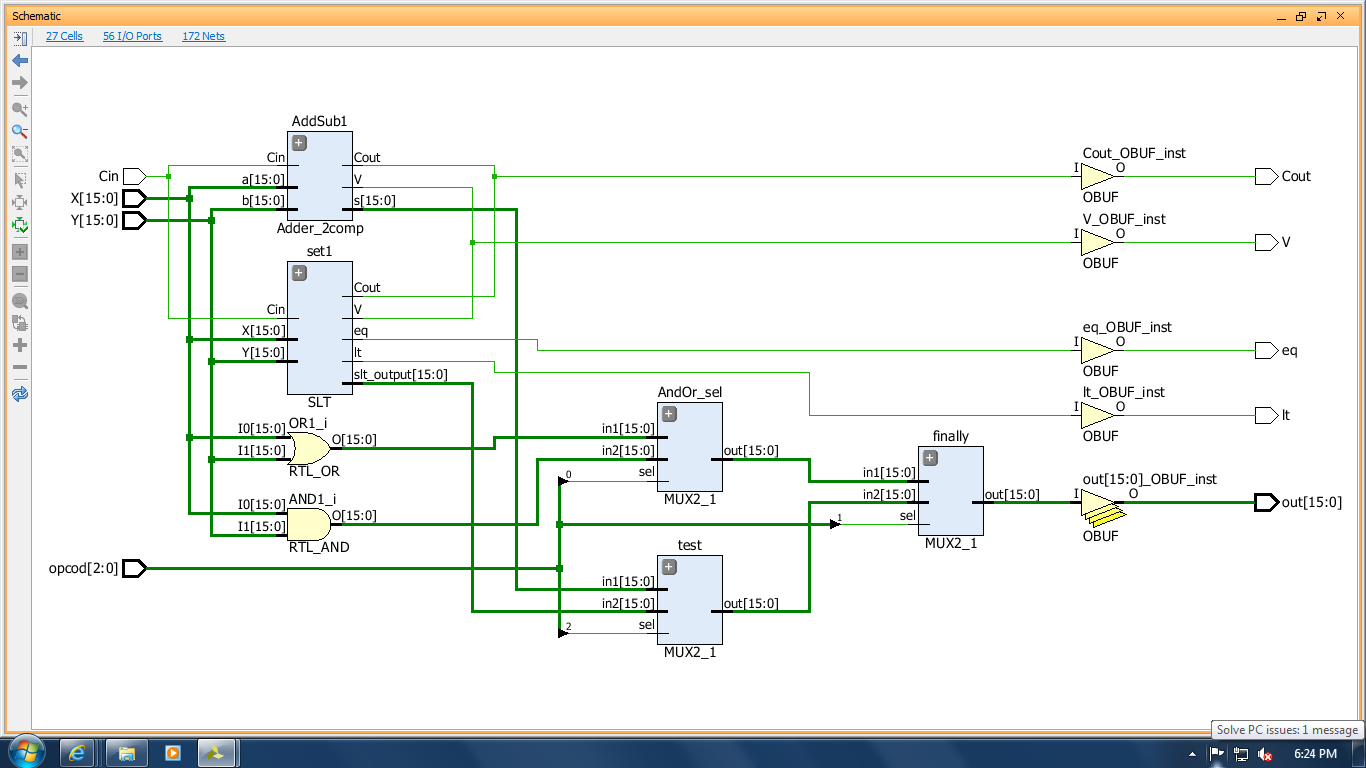 Schematic
27 Cells 56 I/O Ports 172 Nets
AddSub1
Cin
a[15:0]
b[15:0]
Cout
V
s[15:0]
Adder_2comp
Cin
X[15:0]
Y[15:0]
set1
Cin
X[15:0]
Y[15:0]
Cout
V
eq
lt
slt_output[15:0]
SLT
OR1_i
I0[15:0]
I1[15:0]
O[15:0]
RTL_OR
AND1_i
I0[15:0]
I1[15:0]
O[15:0]
RTL_AND
opcod[2:0]
AndOr_sel
in1[15:0]
in2[15:0]
sel
out[15:0]
MUX2_1
0
1
2
test
in1[15:0]
in2[15:0]
sel
out[15:0]
MUX2_1
finally
in1[15:0]
in2[15:0]
sel
out[15:0]
MUX2_1
Cout_OBUF_inst
I O
OBUF
Cout
V_OBUF_inst
I O
OBUF
V
eq_OBUF_inst
I O
OBUF
eq
lt_OBUF_inst
I O
OBUF
lt
out[15:0]_OBUF_inst
I O
OBUF
out[15:0]
Solve PC issues: 1 message
6:24 PM